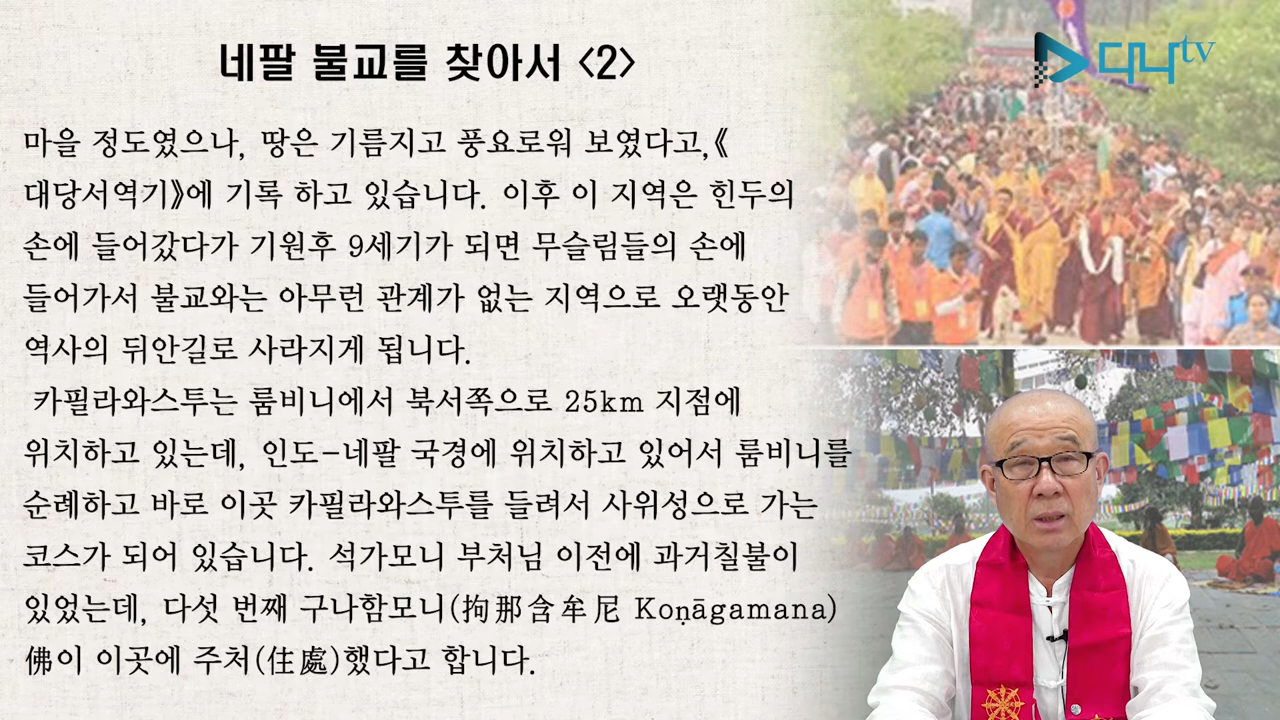 네팔 불교를 찾아서 <2>
다나tv
마을 정도였으나, 땅은 기름지고 풍요로워 보였다고,《
대당서역기》에 기록 하고 있습니다. 이후 이 지역은 힌두의
손에 들어갔다가 기원후 9세기가 되면 무슬림들의 손에
들어가서 불교와는 아무런 관계가 없는 지역으로 오랫동안
역사의 뒤안길로 사라지게 됩니다.
카필라와스투는 룸비니에서 북서쪽으로 25km 지점에
위치하고 있는데, 인도-네팔 국경에 위치하고 있어서 룸비니를
순례하고 바로 이곳 카필라와스투를 들려서 사위성으로 가는
코스가 되어 있습니다. 석가모니 부처님 이전에 과거칠불이
있었는데, 다섯 번째 구나함모니(拘那含牟尼 Koṇāgamana)
佛이 이곳에 주처(住處)했다고 합니다.